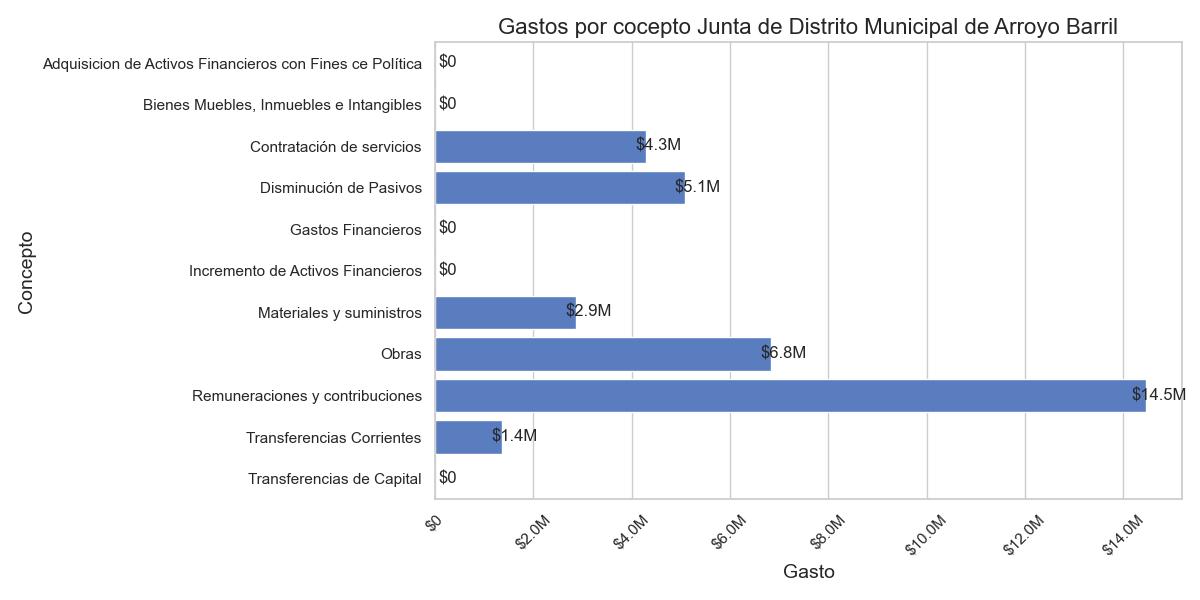 Gastos por cocepto Junta de Distrito Municipal de Arroyo Barril
Concepto
Adquisicion de Activos Financieros con Fines ce Política
$0
Bienes Muebles, Inmuebles e Intangibles
$0
Contratación de servicios
$4.3M
Disminución de Pasivos
$5.1M
Gastos Financieros
$0
Incremento de Activos Financieros
$0
Materiales y suministros
$2.9M
Obras
$6.8M
Remuneraciones y contribuciones
$14.5M
Transferencias Corrientes
$1.4M
Transferencias de Capital
$0
$0
$2.0M
$4.0M
$6.0M
$8.0M
$10.0M
$12.0M
$14.0M
Gasto